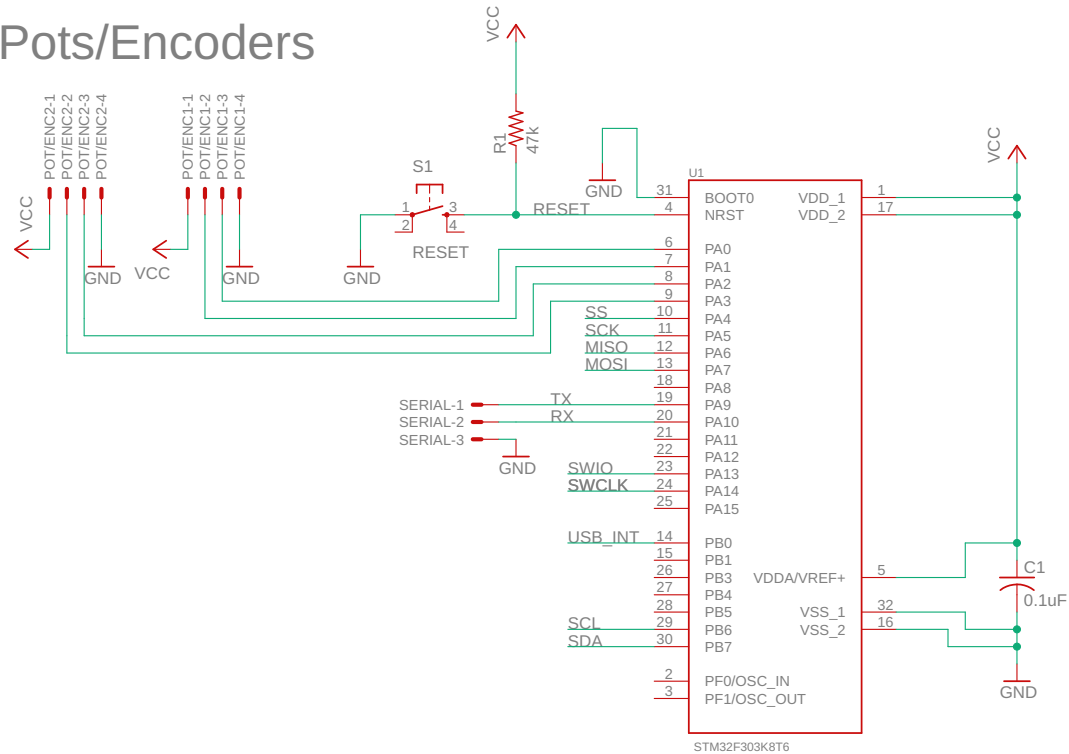 Pots/Encoders
VCC
POT/ENC2-1
POT/ENC2-2
POT/ENC2-3
POT/ENC2-4
POT/ENC1-1
POT/ENC1-2
POT/ENC1-3
POT/ENC1-4
VCC
GND
VCC
GND
R1
47k
S1
1
2
3
4
RESET
GND
RESET
GND
VCC
U1
31 BOOT0
4 NRST
6 PA0
7 PA1
8 PA2
9 PA3
SS 10 PA4
SCK 11 PA5
MISO 12 PA6
MOSI 13 PA7
18 PA8
SERIAL-1 TX 19 PA9
SERIAL-2 RX 20 PA10
SERIAL-3 21 PA11
GND
22 PA12
SWIO 23 PA13
SWCLK 24 PA14
25 PA15
USB_INT 14 PB0
15 PB1
26 PB3
27 PB4
28 PB5
SCL 29 PB6
SDA 30 PB7
2 PF0/OSC_IN
3 PF1/OSC_OUT
VDD_1 1
VDD_2 17
VDDA/VREF+ 5
VSS_1 32
VSS_2 16
C1
0.1uF
GND
STM32F303K8T6